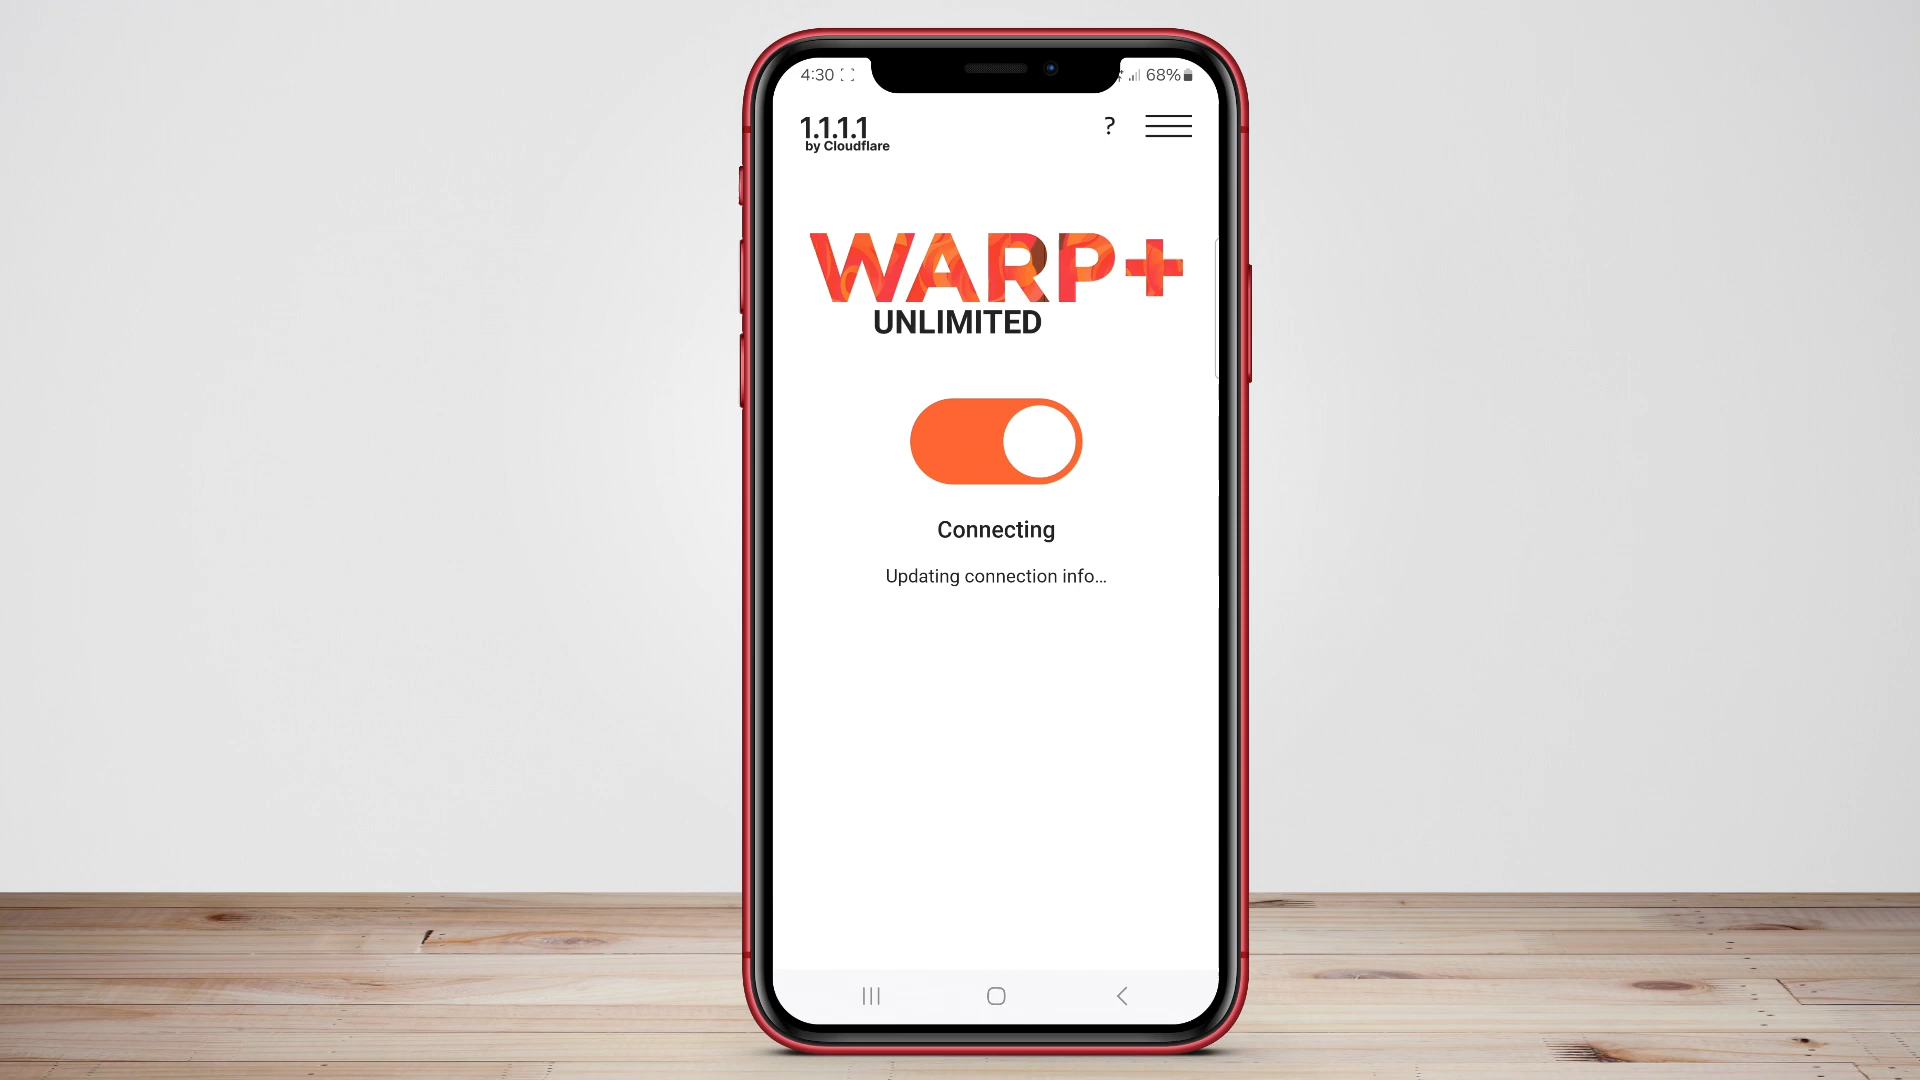 4:30 68%
1.1.1.1 ?
by Cloudflare
WARP+
UNLIMITED
Connecting
Updating connection info...